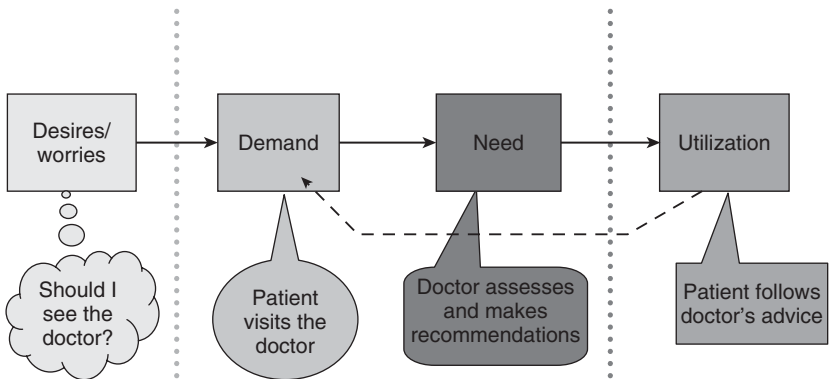 Desires/
worries
Demand
Need
Utilization
Should I
see the
doctor?
Patient
visits the
doctor
Doctor assesses
and makes
recommendations
Patient follows
doctor's advice